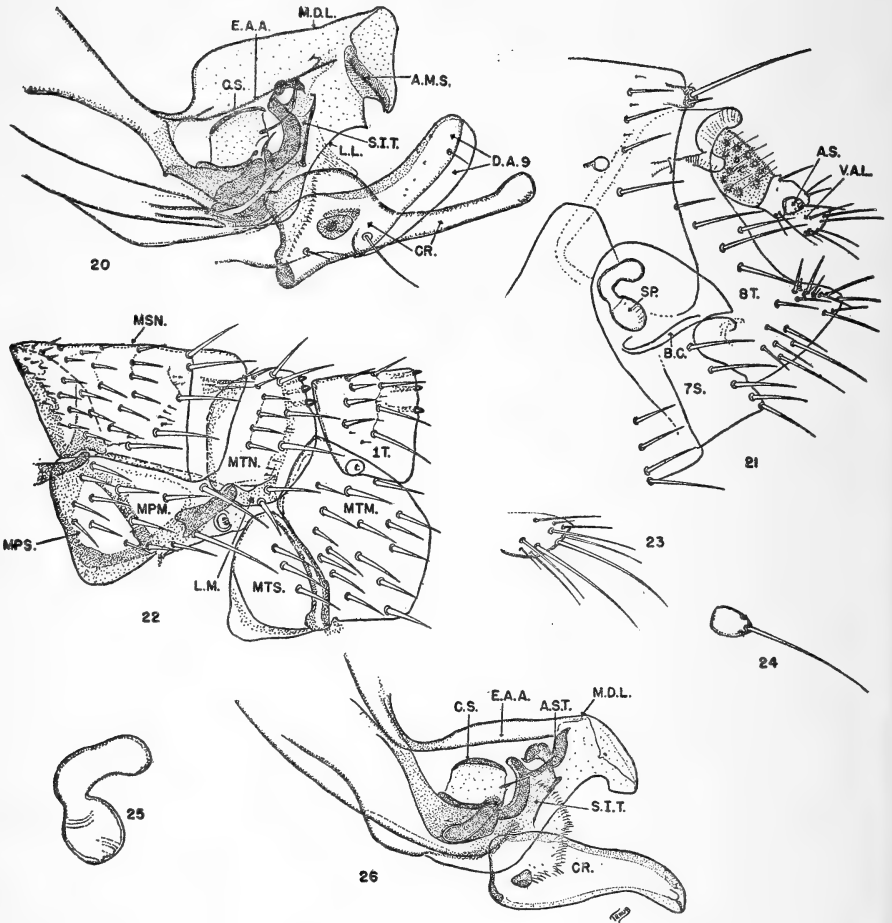 M.D.L.
E.A.A.
C.S.
A.M.S.
S.I.T.
L.L.
D.A.9
CR.
20
A.S.
V.A.L.
SP.
8T.
B.C.
7S.
21
MSN.
MTN.
1T.
MPM.
MTM.
MPS.
L.M.
MTS.
22
23
24
25
C.S.
E.A.A.
A.S.T.
M.D.L.
S.I.T.
CR.
26